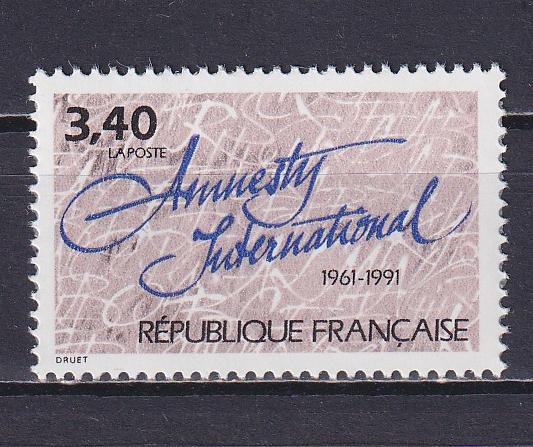 3,40
LA POSTE
Amnesty
International
1961-1991
RÉPUBLIQUE FRANÇAISE
DRUET